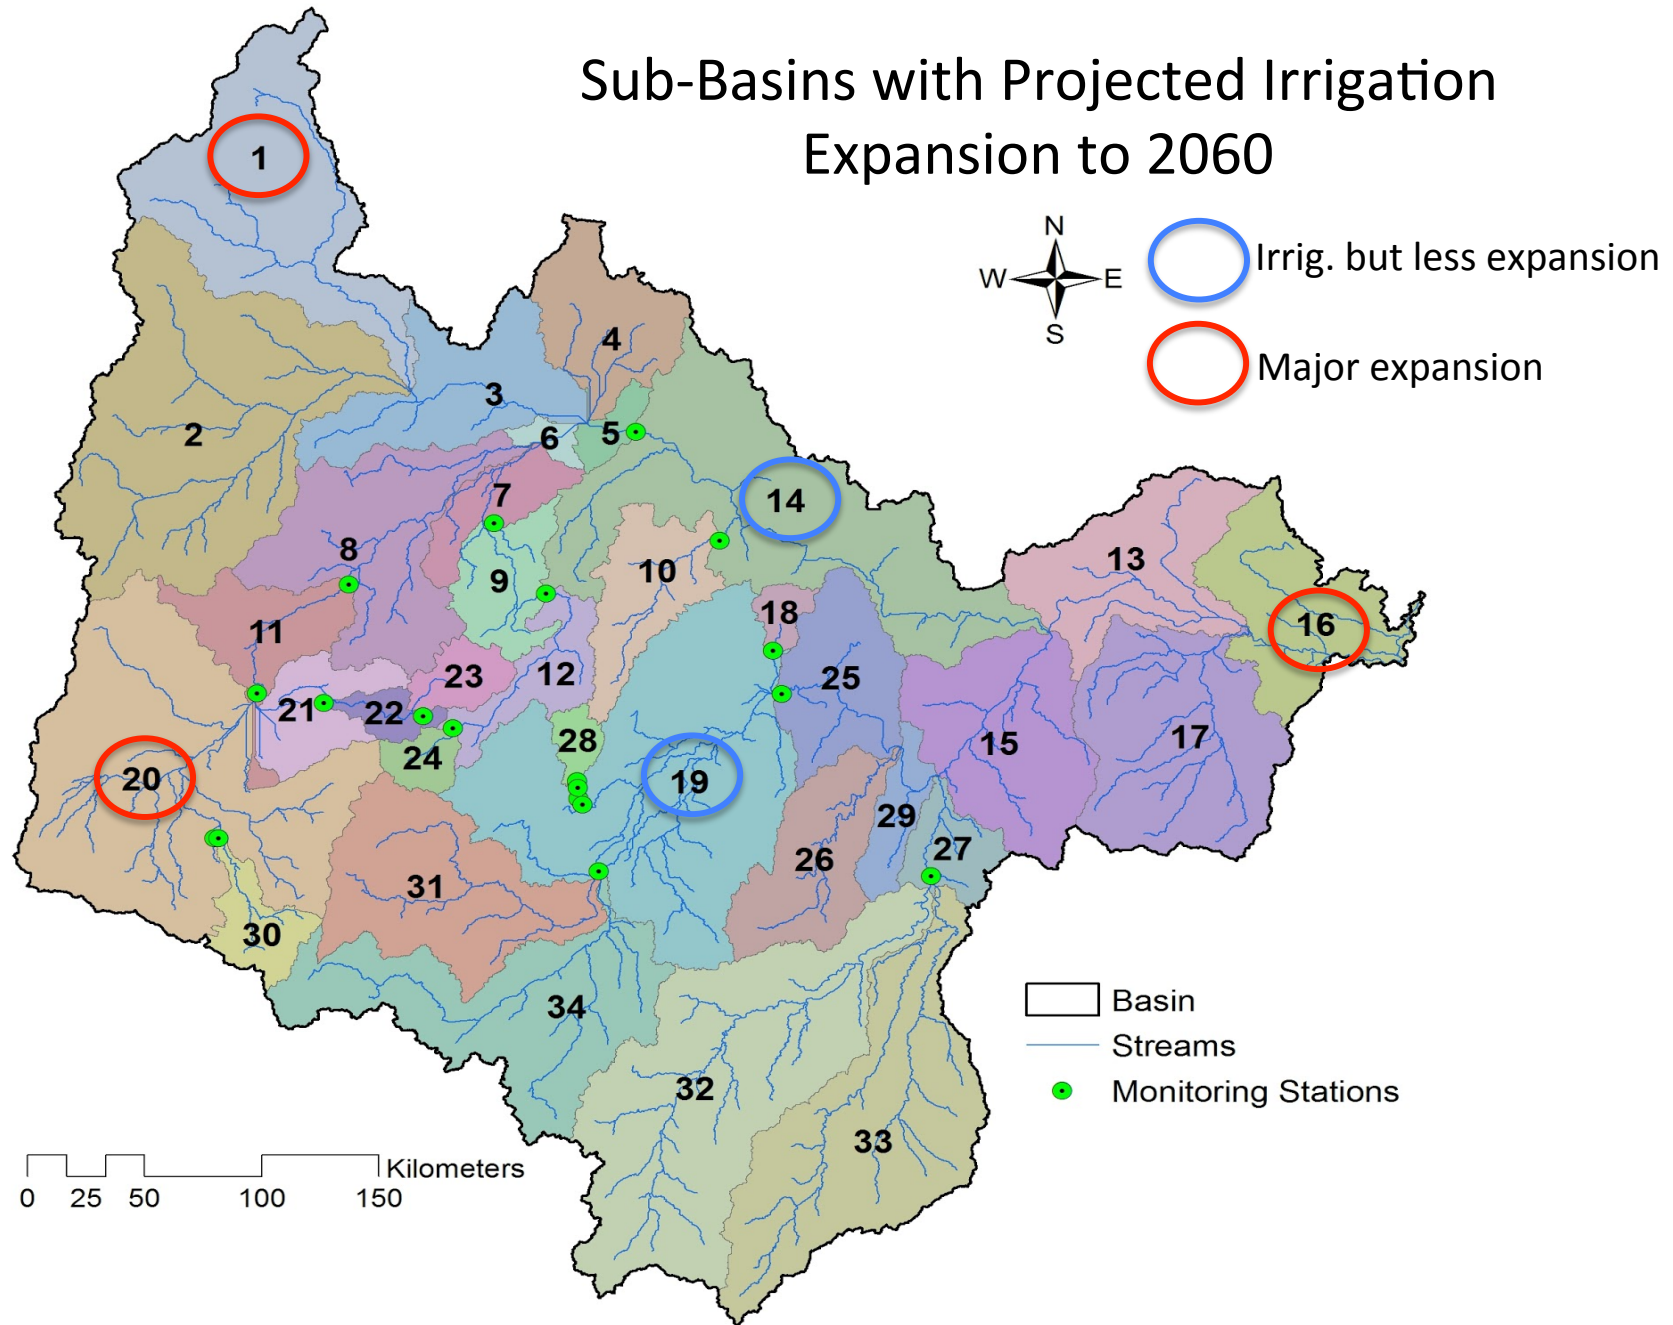 Sub-Basins with Projected Irrigation
Expansion to 2060
1
N
W E
S
Irrig. but less expansion
Major expansion
4
3
2
6
5
7
14
8
9
10
13
11
18
16
23
12
25
21
22
28
15
17
24
20
19
29
26
27
31
30
34
32
33
Basin
Streams
Monitoring Stations
Kilometers
0 25 50 100 150